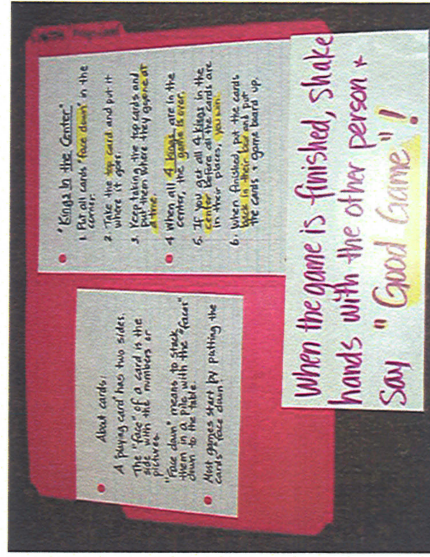 About cards:
A playing card has two sides.
The "face" of a card is the
side with the numbers or
pictures.
"Face down" means to stack
them in a pile with the "faces"
down to the table.
Most games start by putting the
cards "face down".
"Kings In the Center"
1. Put all cards "face down" in the
corner.
2. Take the top card and put it
where it goes.
3. Keep taking the top cards and
put them where they go one at
a time.
4. When all 4 kings are in the
center, the game is over.
5. If you get all 4 kings in the
center before all the cards are
in their places, you win.
6. When finished, put the cards
back in their box and put
the cards + game board up.
When the game is finished, shake
hands with the other person +
Say "Good Game"!